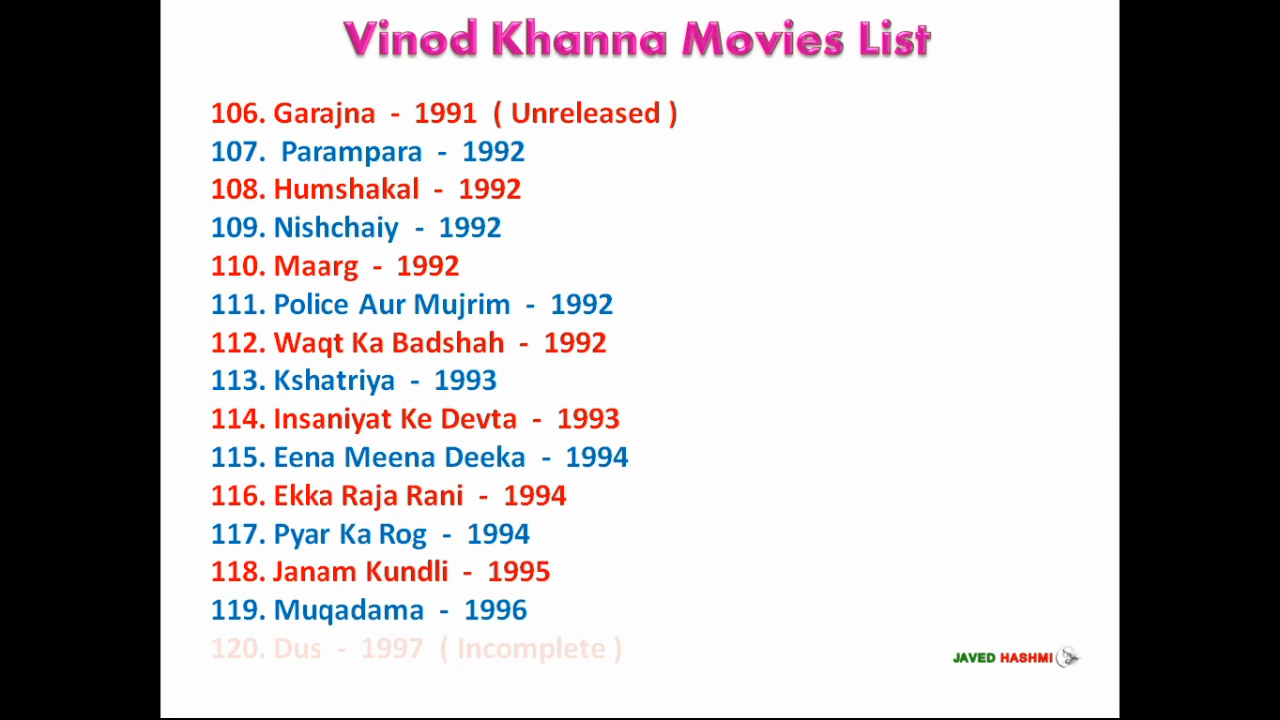 Vinod Khanna Movies List
106. Garajna - 1991 ( Unreleased )
107. Parampara - 1992
108. Humshakal - 1992
109. Nishchaiy - 1992
110. Maarg - 1992
111. Police Aur Mujrim - 1992
112. Waqt Ka Badshah - 1992
113. Kshatriya - 1993
114. Insaniyat Ke Devta - 1993
115. Eena Meena Deeka - 1994
116. Ekka Raja Rani - 1994
117. Pyar Ka Rog - 1994
118. Janam Kundli - 1995
119. Muqadama - 1996
120. Dus - 1997 ( Incomplete )
JAVED HASHMI